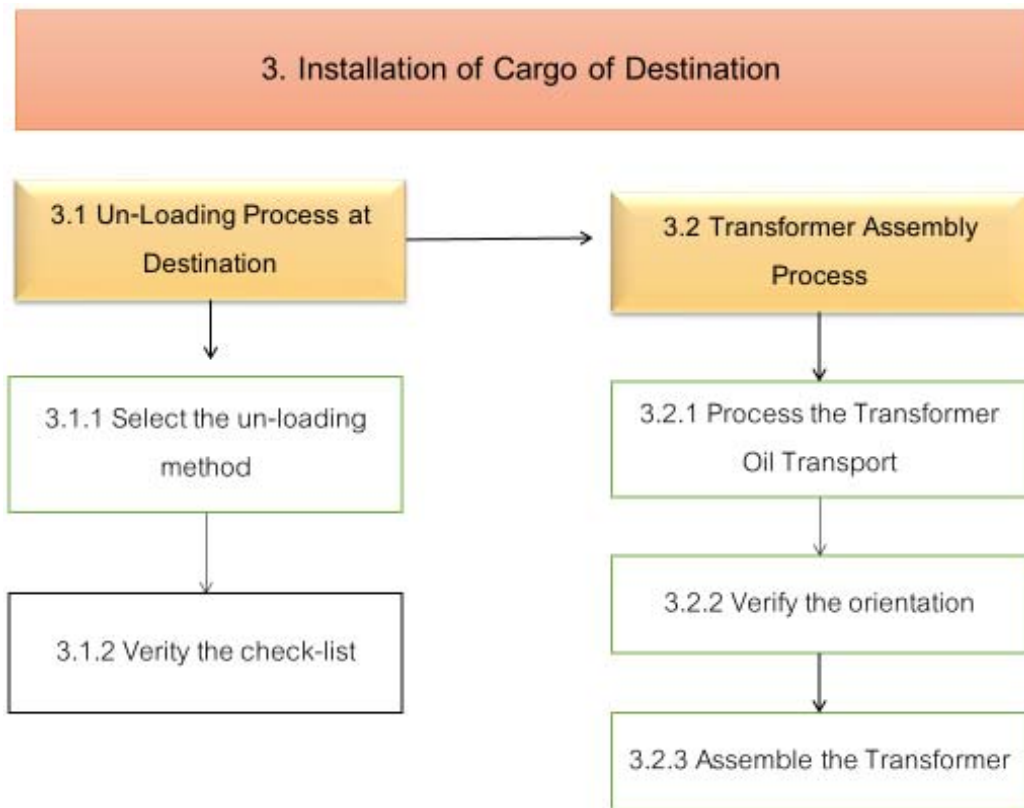 3. Installation of Cargo of Destination
3.1 Un-Loading Process at
Destination
3.2 Transformer Assembly
Process
3.1.1 Select the un-loading
method
3.1.2 Verity the check-list
3.2.1 Process the Transformer
Oil Transport
3.2.2 Verify the orientation
3.2.3 Assemble the Transformer